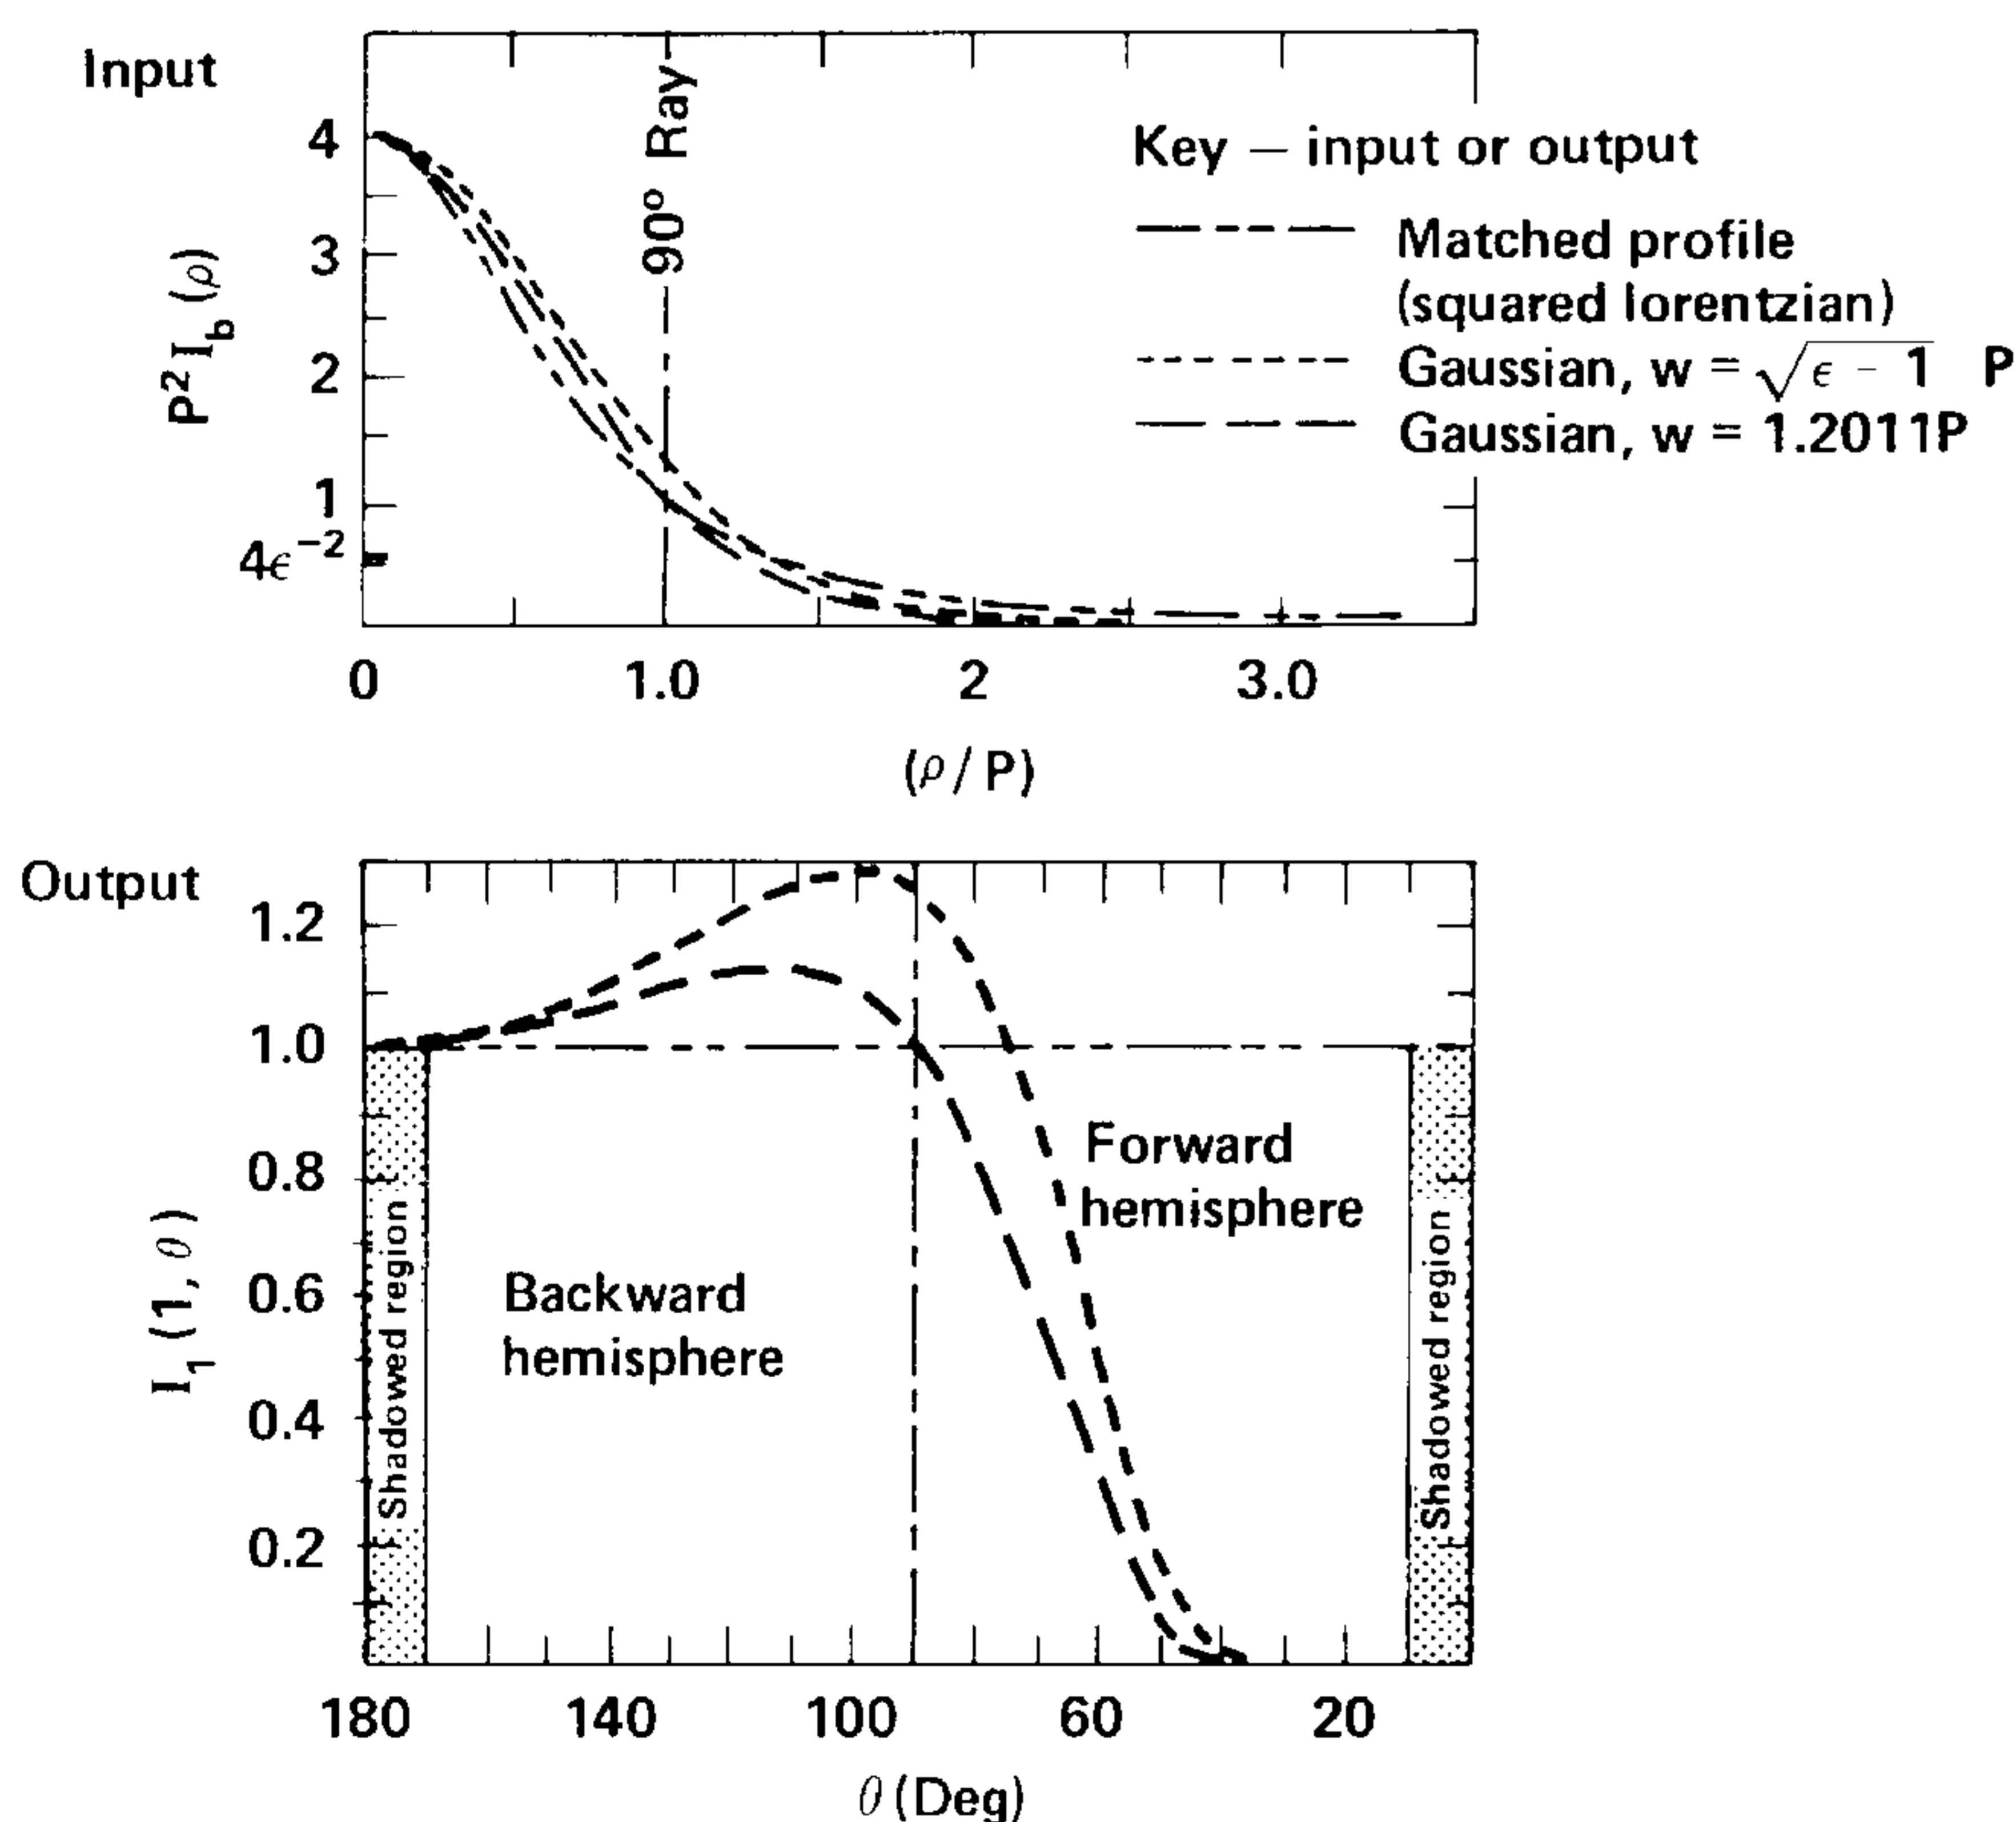 Input
4
3
2
1
4ϵ⁻²
P² I_b (ρ)
90° Ray
Key – input or output
Matched profile
(squared lorentzian)
Gaussian, w = √ϵ - 1 P
Gaussian, w = 1.2011P
0 1.0 2 3.0
(ρ/P)
Output
1.2
1.0
0.8
0.6
0.4
0.2
I₁ (1, θ)
Shadowed region
Backward
hemisphere
Forward
hemisphere
Shadowed region
180 140 100 60 20
θ (Deg)